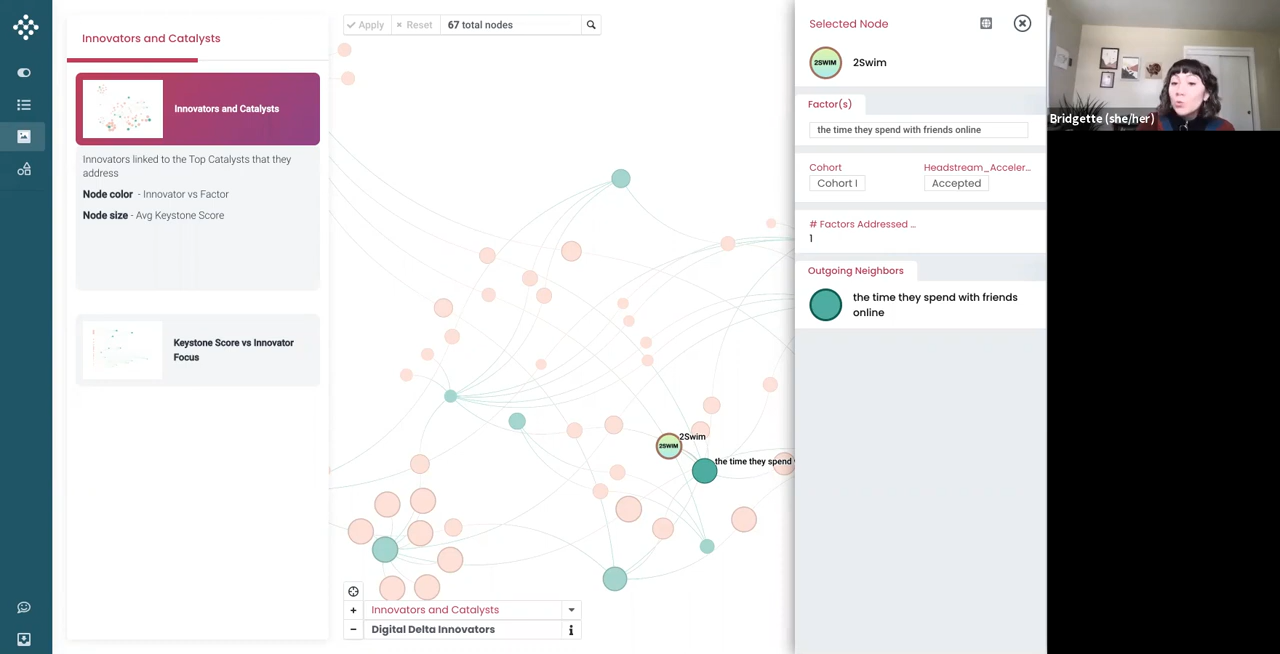 Innovators and Catalysts
Innovators and Catalysts
Innovators linked to the Top Catalysts that they
address
Node color - Innovator vs Factor
Node size - Avg Keystone Score
Keystone Score vs Innovator
Focus
Apply
Reset
67 total nodes
2SWIM
2Swim
the time they spend
Innovators and Catalysts
Digital Delta Innovators
Selected Node
2SWIM
2Swim
Factor(s)
the time they spend with friends online
Cohort
Headstream_Acceler...
Cohort I
Accepted
# Factors Addressed ...
1
Outgoing Neighbors
the time they spend with friends
online
Bridgette (she/her)